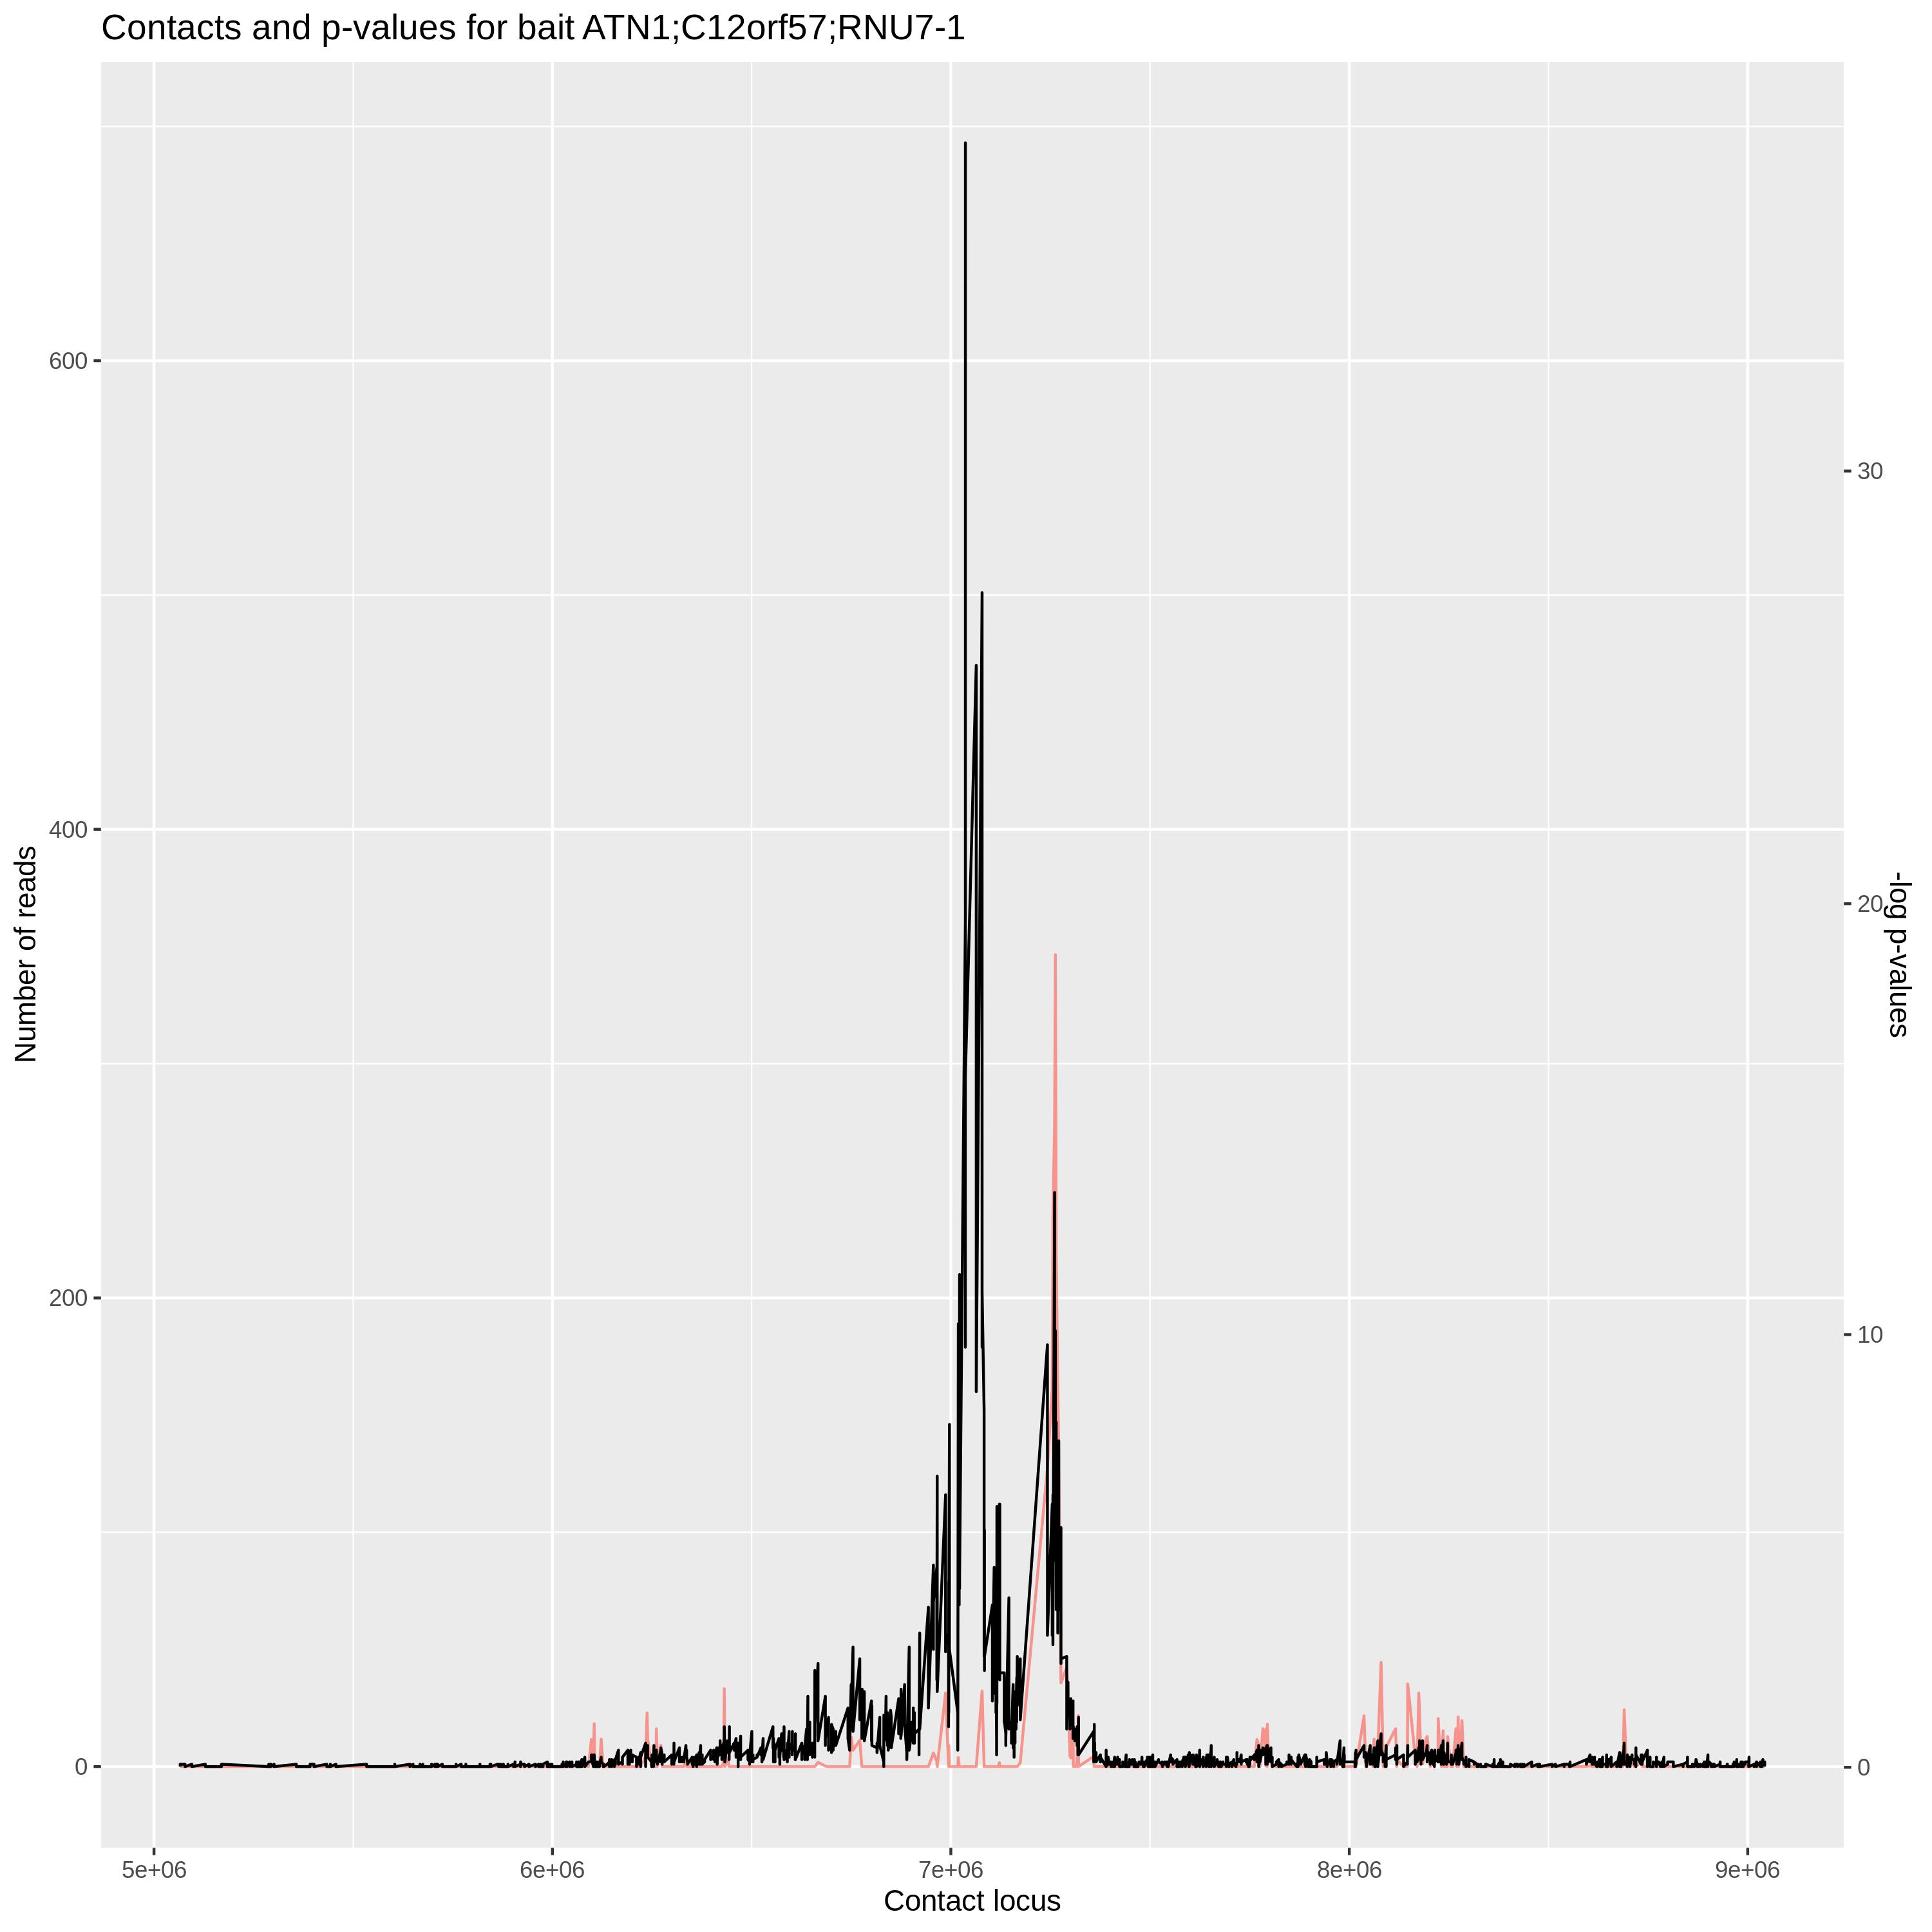 Contacts and p-values for bait ATN1;C12orf57;RNU7-1
600
400
200
0
Number of reads
30
20
10
0
-log p-values
5e+06 6e+06 7e+06 8e+06 9e+06
Contact locus